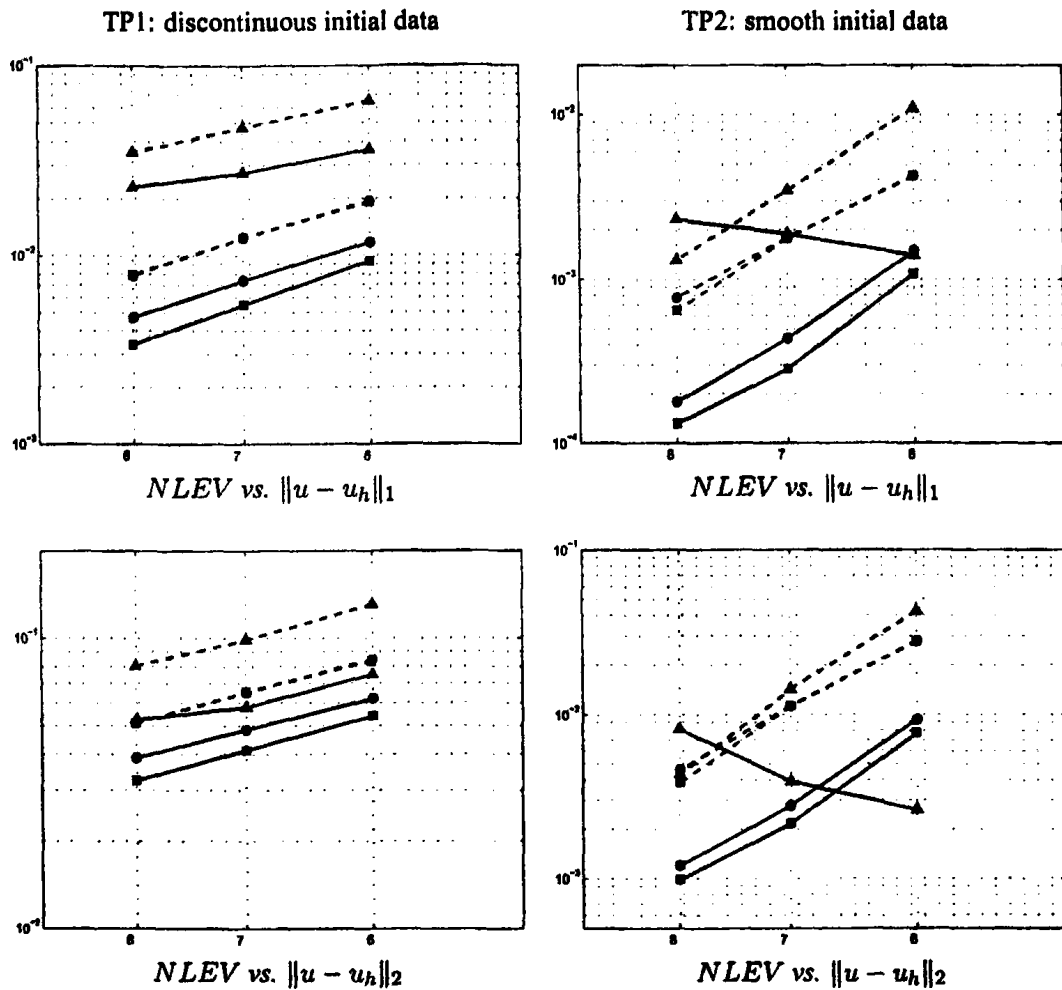 TP1: discontinuous initial data
TP2: smooth initial data
10⁻¹
10⁻²
10⁻³
8 7 6
NLEV vs. ‖u − u_h‖₁
10⁻²
10⁻³
10⁻⁴
8 7 6
NLEV vs. ‖u − u_h‖₁
10⁻¹
10⁻²
8 7 6
NLEV vs. ‖u − u_h‖₂
10⁻¹
10⁻²
10⁻³
8 7 6
NLEV vs. ‖u − u_h‖₂